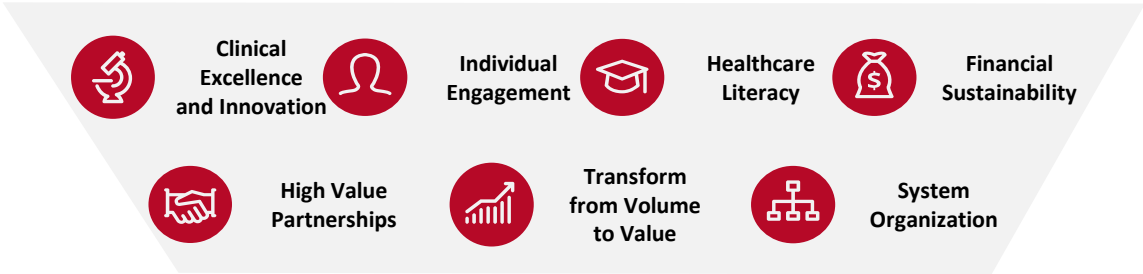 Clinical
Excellence
and Innovation
Individual
Engagement
Healthcare
Literacy
$
Financial
Sustainability
High Value
Partnerships
Transform
from Volume
to Value
System
Organization